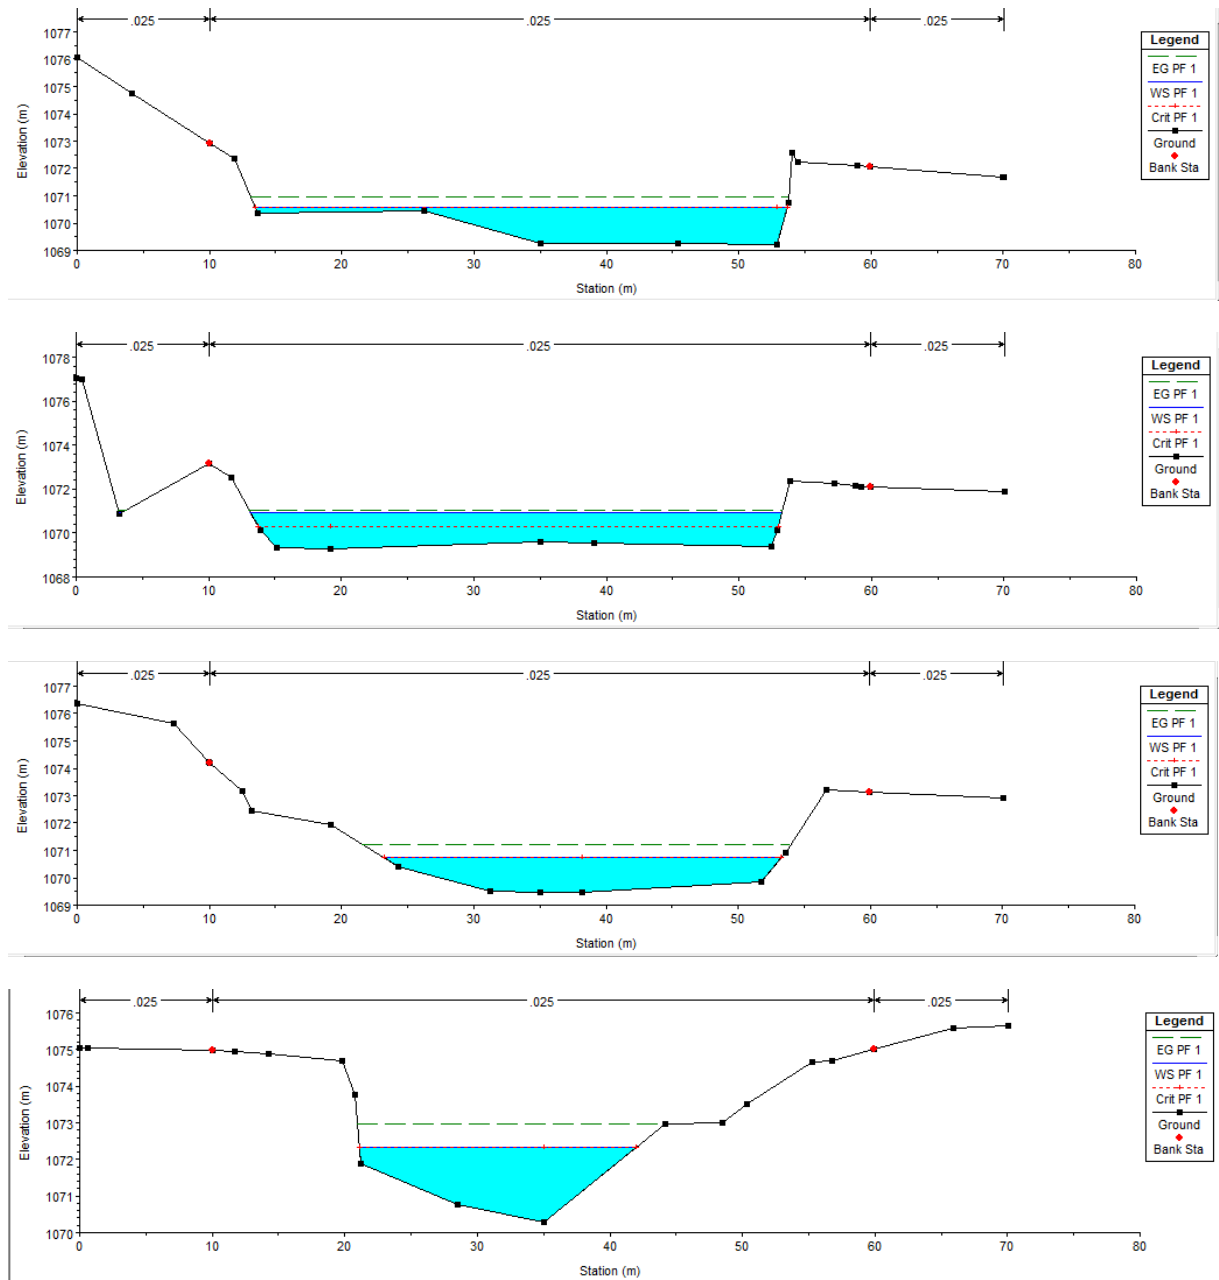 .025 .025 .025
1077
1076
1075
1074
1073
1072
1071
1070
1069
Elevation (m)
0 10 20 30 40 50 60 70 80
Station (m)
Legend
EG PF 1
WS PF 1
Crit PF 1
Ground
Bank Sta
.025 .025 .025
1078
1076
1074
1072
1070
1068
Elevation (m)
0 10 20 30 40 50 60 70 80
Station (m)
Legend
EG PF 1
WS PF 1
Crit PF 1
Ground
Bank Sta
.025 .025 .025
1077
1076
1075
1074
1073
1072
1071
1070
1069
Elevation (m)
0 10 20 30 40 50 60 70 80
Station (m)
Legend
EG PF 1
WS PF 1
Crit PF 1
Ground
Bank Sta
.025 .025 .025
1076
1075
1074
1073
1072
1071
1070
Elevation (m)
0 10 20 30 40 50 60 70 80
Station (m)
Legend
EG PF 1
WS PF 1
Crit PF 1
Ground
Bank Sta